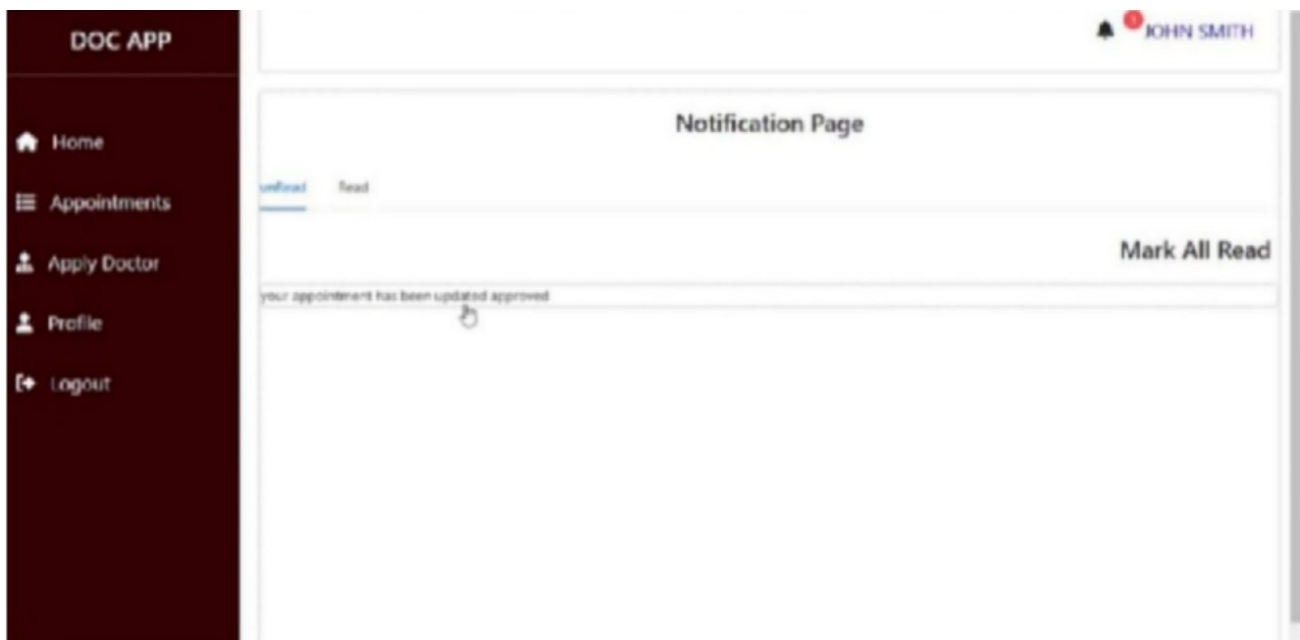 DOC APP
JOHN SMITH
Home
Appointments
Apply Doctor
Profile
Logout
Notification Page
unRead
Read
Mark All Read
your appointment has been updated approved